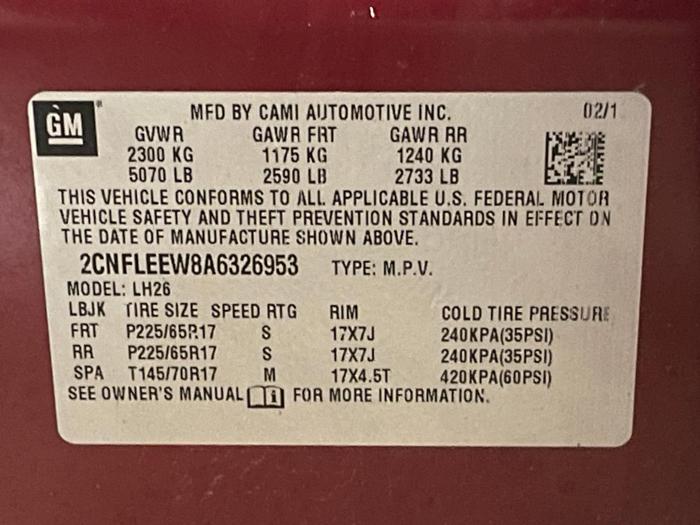 GM
MFD BY CAMI AUTOMOTIVE INC. 02/1
GVWR GAWR FRT GAWR RR
2300 KG 1175 KG 1240 KG
5070 LB 2590 LB 2733 LB
THIS VEHICLE CONFORMS TO ALL APPLICABLE U.S. FEDERAL MOTOR
VEHICLE SAFETY AND THEFT PREVENTION STANDARDS IN EFFECT ON
THE DATE OF MANUFACTURE SHOWN ABOVE.
2CNFLEEW8A6326953 TYPE: M.P.V.
MODEL: LH26
LBJK TIRE SIZE SPEED RTG RIM COLD TIRE PRESSURE
FRT P225/65R17 S 17X7J 240KPA(35PSI)
RR P225/65R17 S 17X7J 240KPA(35PSI)
SPA T145/70R17 M 17X4.5T 420KPA(60PSI)
SEE OWNER'S MANUAL FOR MORE INFORMATION.